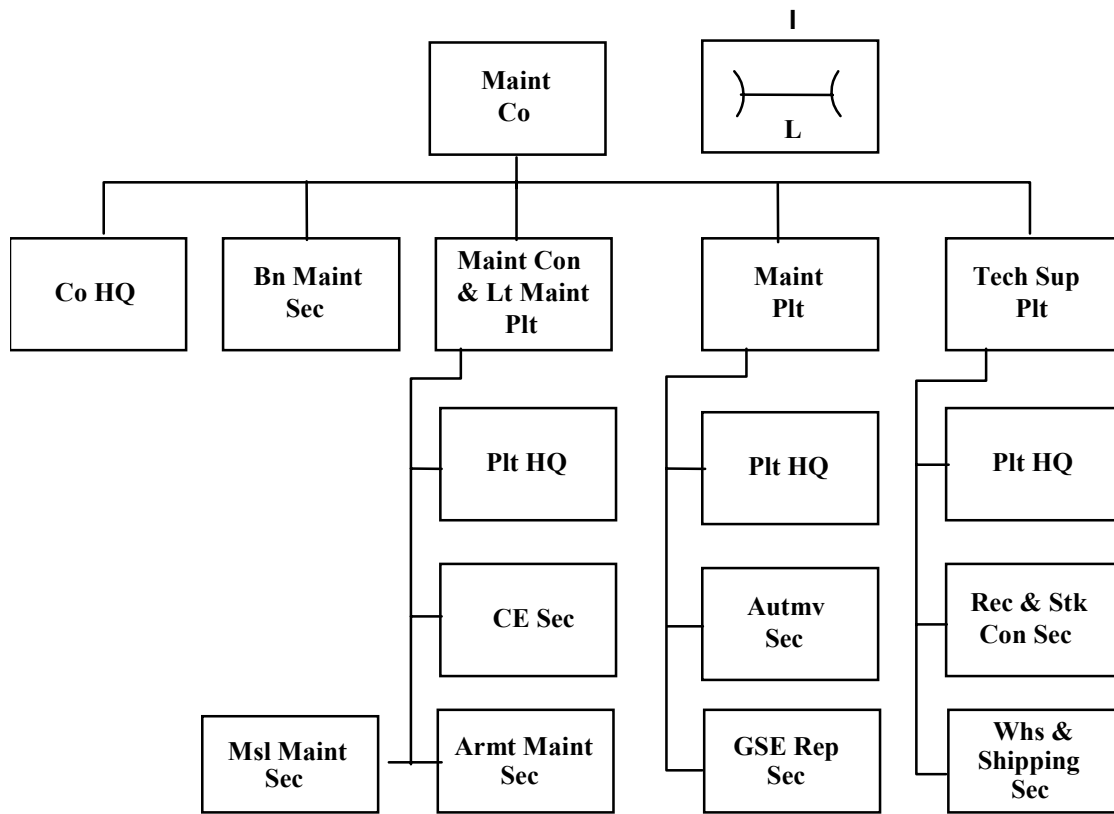 I
Maint
Co
L
Co HQ
Bn Maint
Sec
Maint Con
& Lt Maint
Plt
Maint
Plt
Tech Sup
Plt
Plt HQ
Plt HQ
Plt HQ
CE Sec
Autmv
Sec
Rec & Stk
Con Sec
Msl Maint
Sec
Armt Maint
Sec
GSE Rep
Sec
Whs &
Shipping
Sec